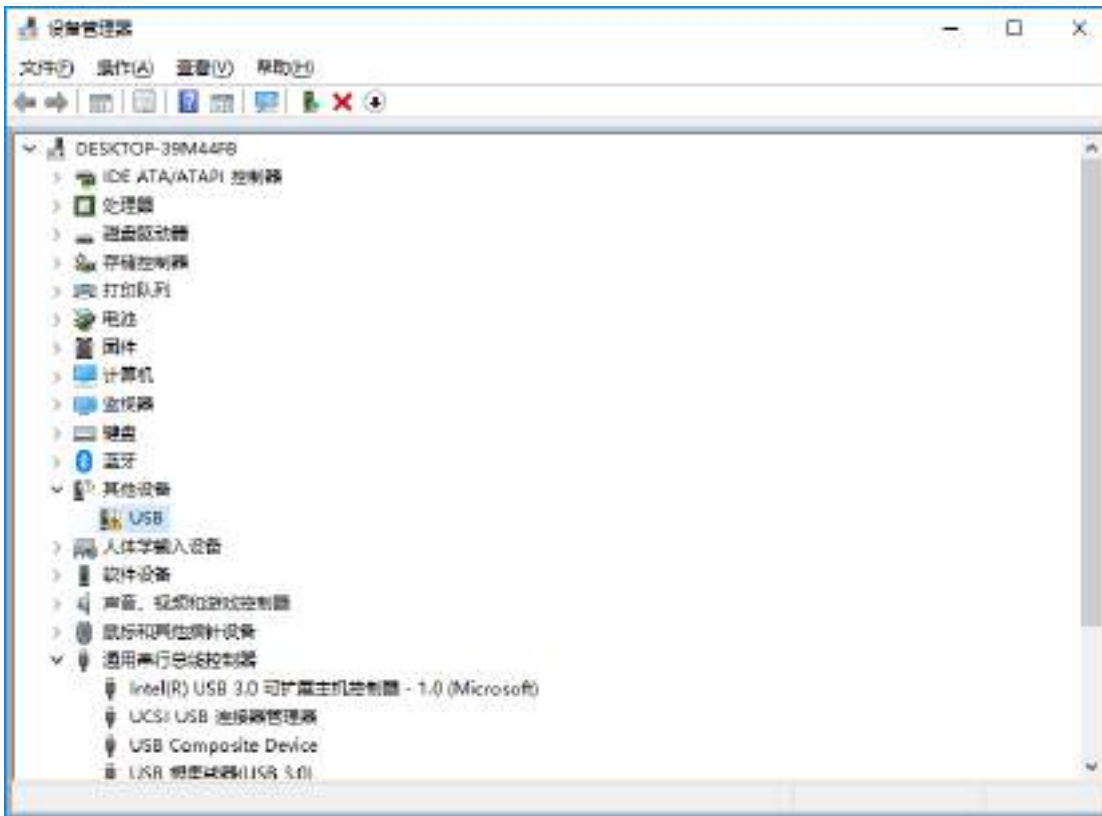 设备管理器
文件(F) 操作(A) 查看(V) 帮助(H)
DESKTOP-39M44FB
IDE ATA/ATAPI 控制器
处理器
磁盘驱动器
存储控制器
打印队列
电池
固件
计算机
监视器
键盘
蓝牙
其他设备
USB
人体学输入设备
软件设备
声音、视频和游戏控制器
鼠标和其他指针设备
通用串行总线控制器
Intel(R) USB 3.0 可扩展主机控制器 - 1.0 (Microsoft)
UCSI USB 连接器管理器
USB Composite Device
USB 根集线器(USB 3.0)